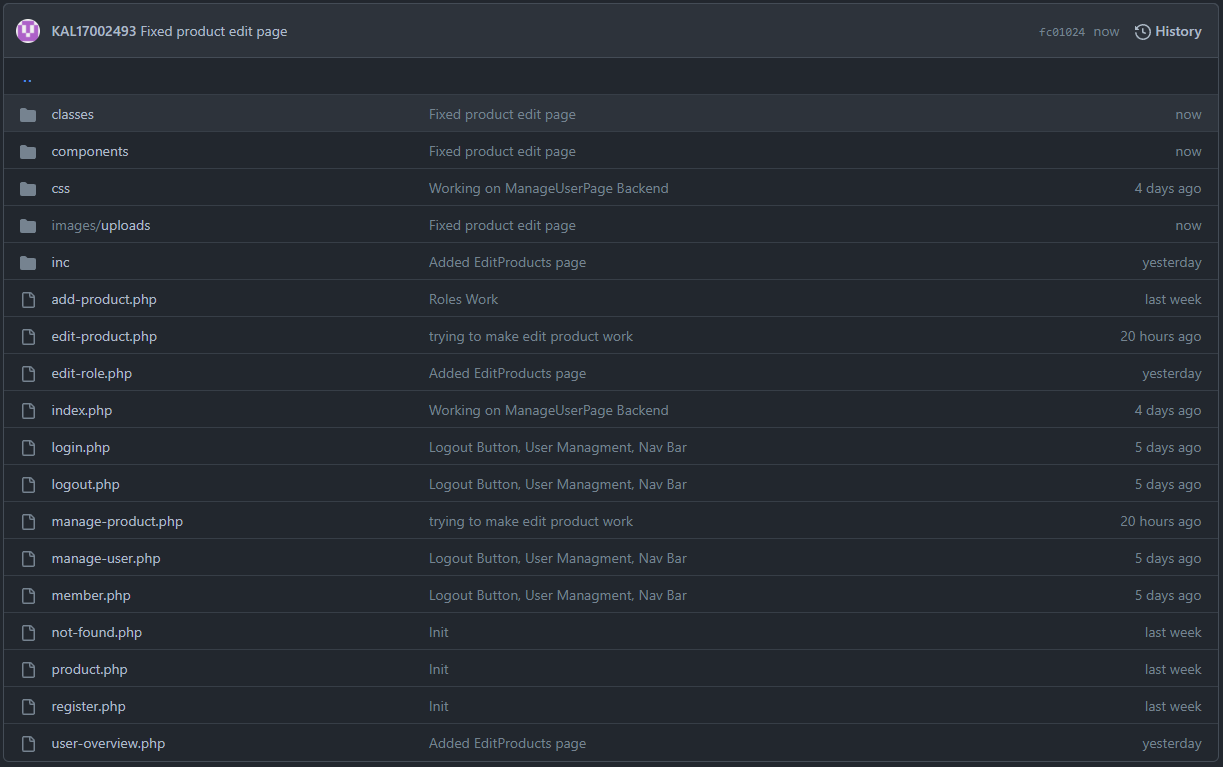 KAL17002493 Fixed product edit page fc01024 now History
..
classes Fixed product edit page now
components Fixed product edit page now
css Working on ManageUserPage Backend 4 days ago
images/uploads Fixed product edit page now
inc Added EditProducts page yesterday
add-product.php Roles Work last week
edit-product.php trying to make edit product work 20 hours ago
edit-role.php Added EditProducts page yesterday
index.php Working on ManageUserPage Backend 4 days ago
login.php Logout Button, User Managment, Nav Bar 5 days ago
logout.php Logout Button, User Managment, Nav Bar 5 days ago
manage-product.php trying to make edit product work 20 hours ago
manage-user.php Logout Button, User Managment, Nav Bar 5 days ago
member.php Logout Button, User Managment, Nav Bar 5 days ago
not-found.php Init last week
product.php Init last week
register.php Init last week
user-overview.php Added EditProducts page yesterday